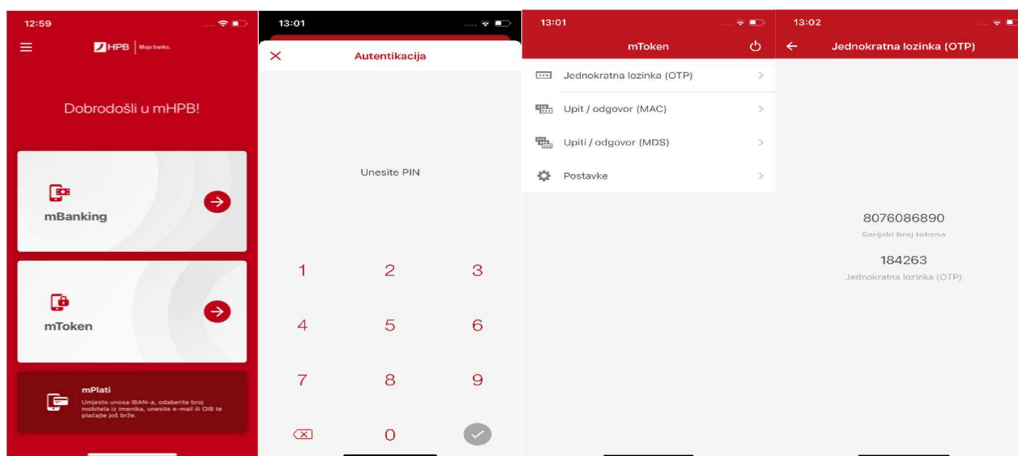 12:59
HPB Moja banka.
Dobrodošli u mHPB!
mBanking
mToken
mPlati
Umjesto unosa IBAN-a, odaberite broj
mobitela iz imenika, unesite e-mail ili OIB te
plaćajte još brže.
13:01
Autentikacija
Unesite PIN
1 2 3
4 5 6
7 8 9
0
13:01
mToken
Jednokratna lozinka (OTP)
Upit / odgovor (MAC)
Upiti / odgovor (MDS)
Postavke
13:02
Jednokratna lozinka (OTP)
8076086890
Serijski broj tokena
184263
Jednokratna lozinka (OTP)